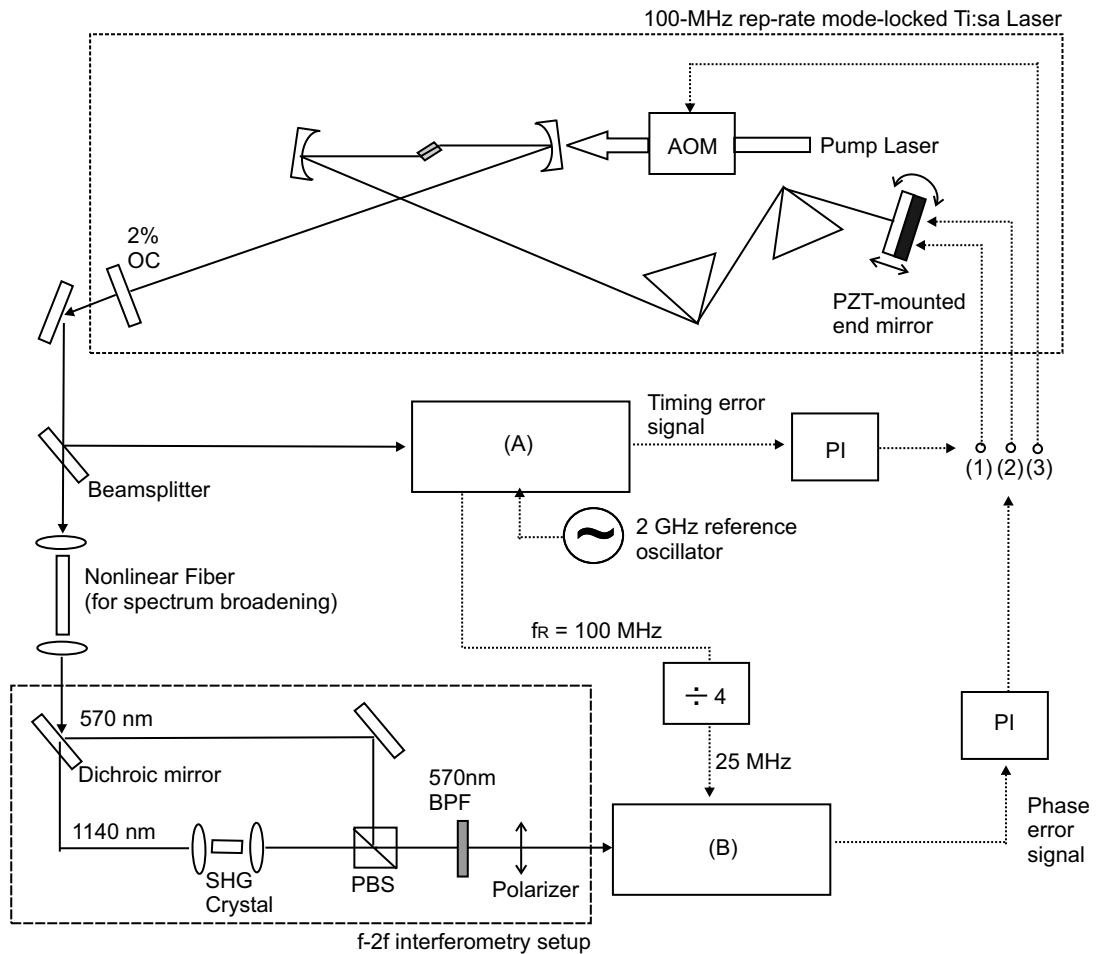 100-MHz rep-rate mode-locked Ti:sa Laser
AOM
Pump Laser
2%
OC
PZT-mounted
end mirror
Timing error
signal
(A)
PI
(1) (2) (3)
Beamsplitter
2 GHz reference
oscillator
Nonlinear Fiber
(for spectrum broadening)
fR = 100 MHz
÷ 4
PI
570 nm
25 MHz
Dichroic mirror
570nm
BPF
Phase
error
signal
1140 nm
(B)
SHG
Crystal
PBS
Polarizer
f-2f interferometry setup